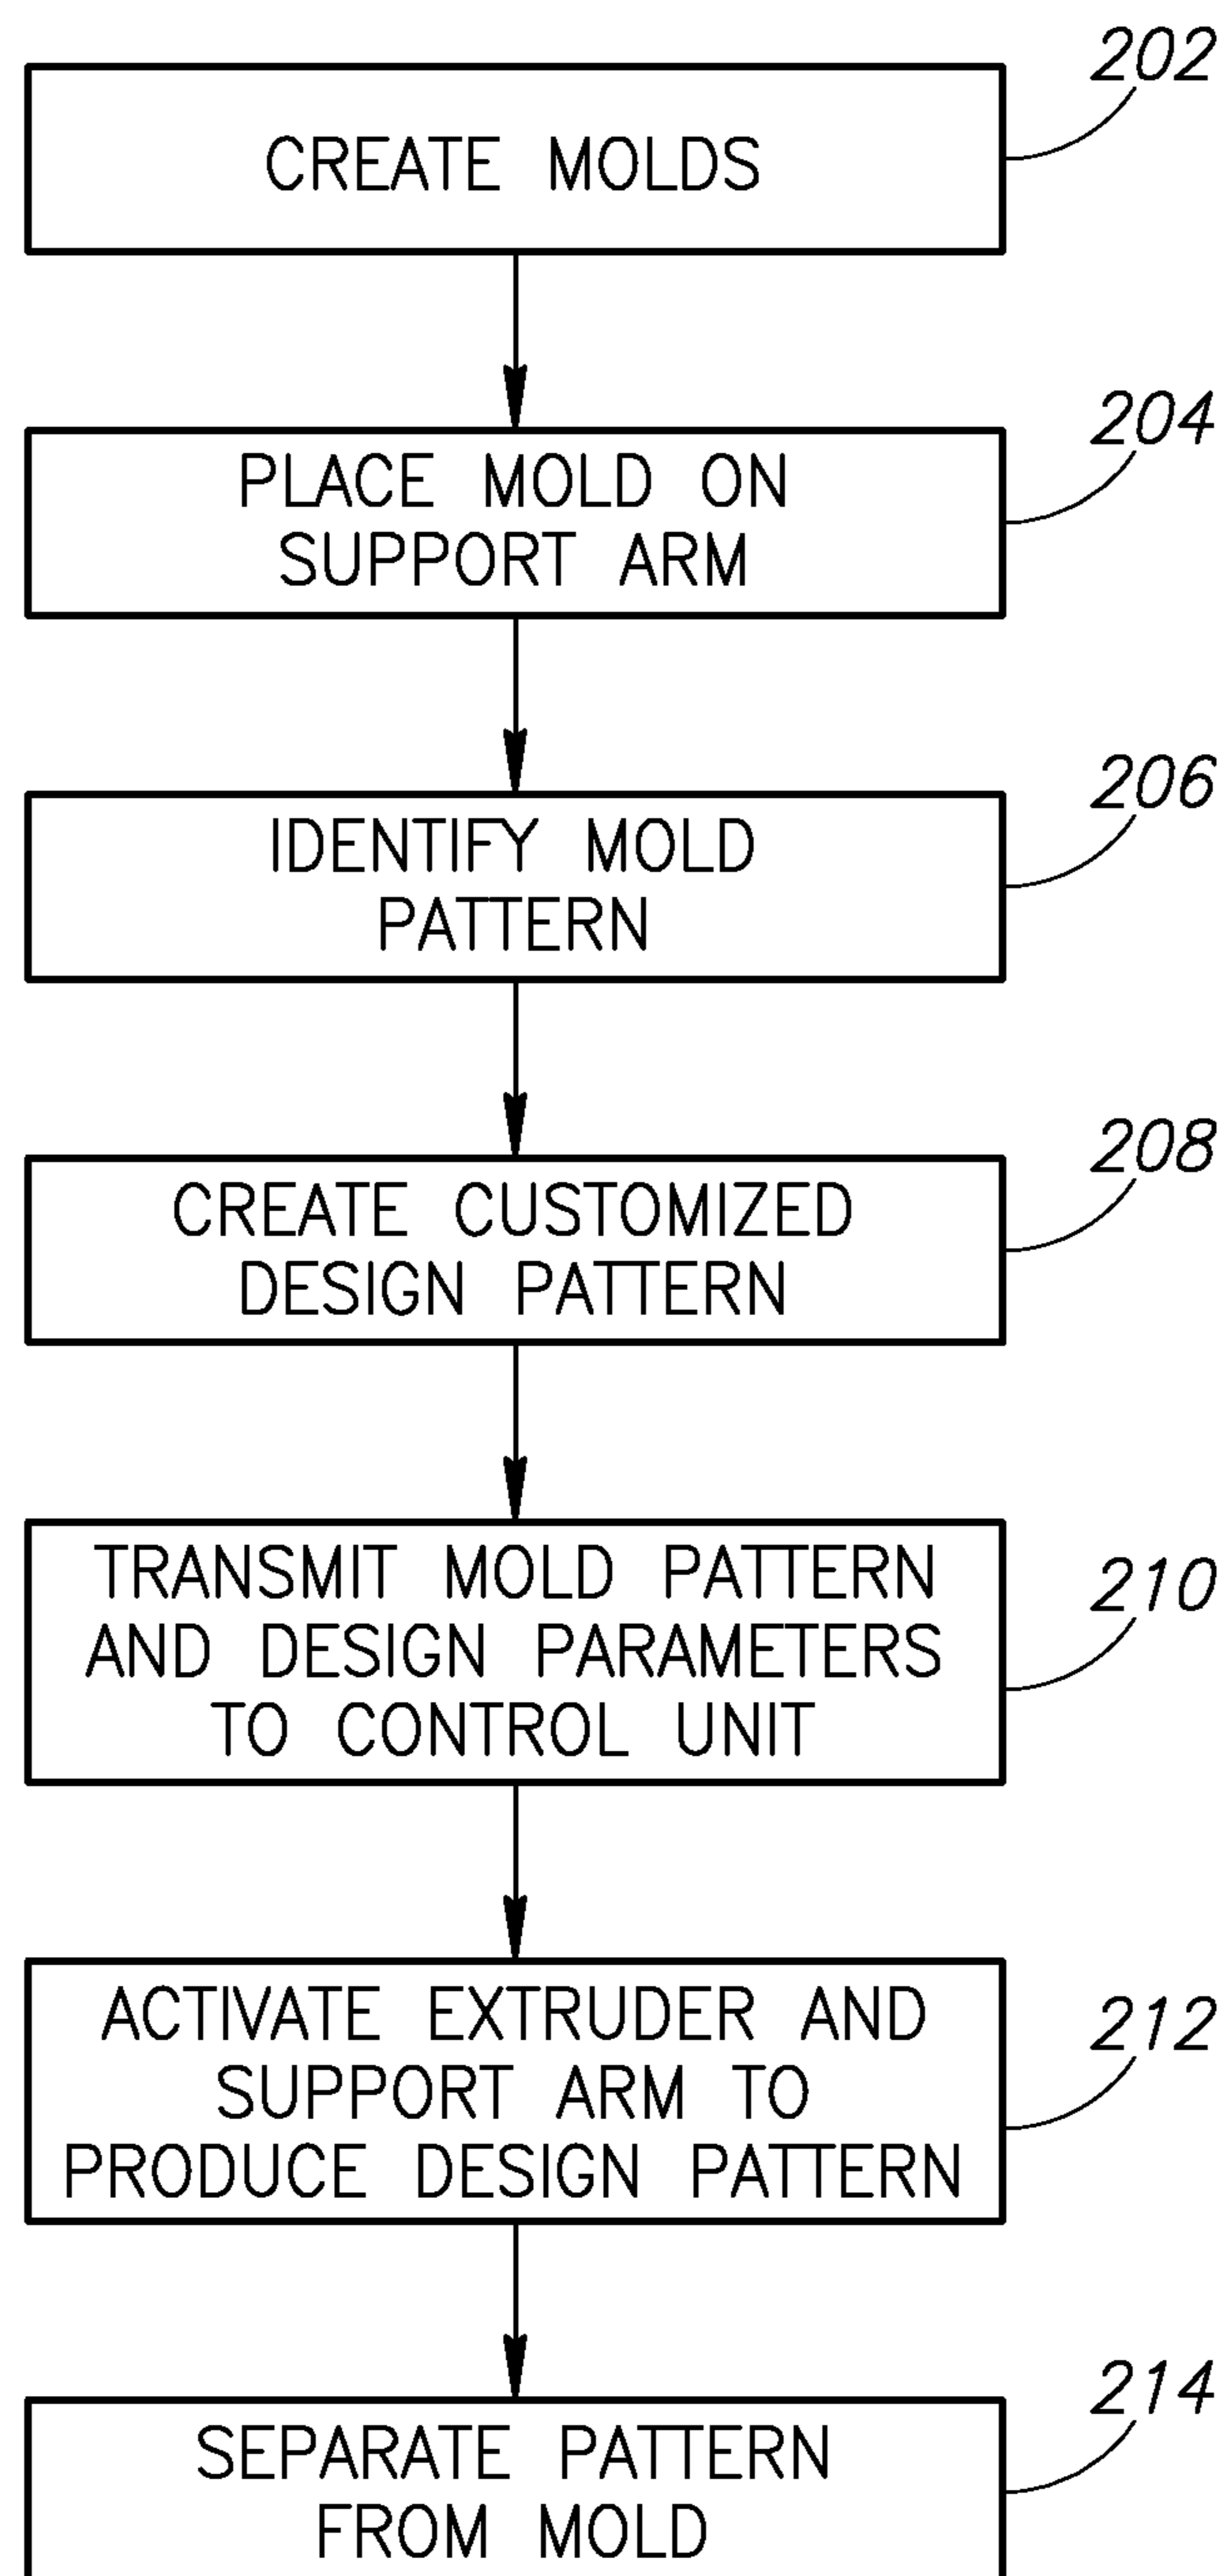 202
CREATE MOLDS
204
PLACE MOLD ON
SUPPORT ARM
206
IDENTIFY MOLD
PATTERN
208
CREATE CUSTOMIZED
DESIGN PATTERN
210
TRANSMIT MOLD PATTERN
AND DESIGN PARAMETERS
TO CONTROL UNIT
212
ACTIVATE EXTRUDER AND
SUPPORT ARM TO
PRODUCE DESIGN PATTERN
214
SEPARATE PATTERN
FROM MOLD